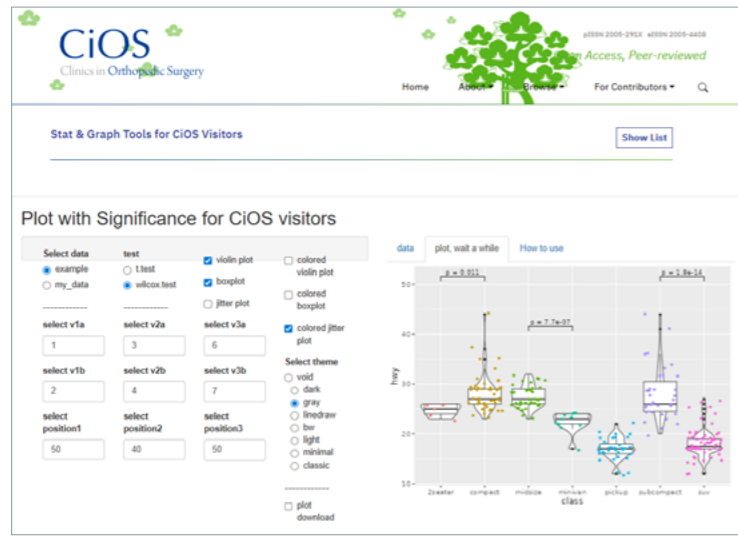 CiOS
Clinics in Orthopedic Surgery
pISSN 2005-291X eISSN 2005-4408
Access, Peer-reviewed
Home About Browse For Contributors
Stat & Graph Tools for CiOS Visitors
Show List
Plot with Significance for CiOS visitors
Select data
example
my_data
------------
select v1a
1
select v1b
2
select
position1
50
test
t.test
wilcox.test
------------
select v2a
3
select v2b
4
select
position2
40
violin plot
boxplot
jitter plot
select v3a
6
select v3b
7
select
position3
50
colored
violin plot
colored
boxplot
colored jitter
plot
Select theme
void
dark
gray
linedraw
bw
light
minimal
classic
------------
plot
download
data plot, wait a while How to use
p = 0.011
p = 1.9e-14
p = 7.7e-07
50
40
30
20
10
hwy
2seater compact midsize minivan pickup subcompact suv
class